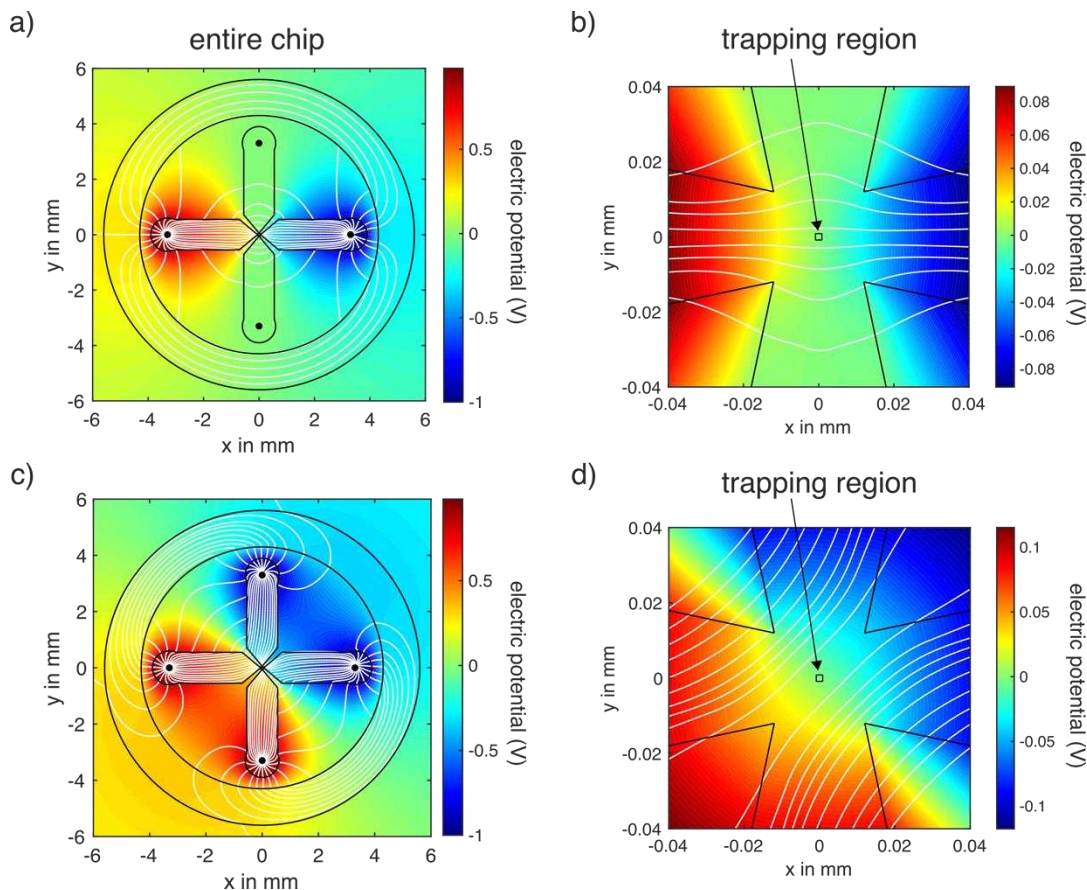 a)
entire chip
6
4
2
0
-2
-4
-6
-6 -4 -2 0 2 4 6
y in mm
x in mm
0.5
0
-0.5
-1
electric potential (V)
b)
trapping region
0.04
0.02
0
-0.02
-0.04
-0.04 -0.02 0 0.02 0.04
y in mm
x in mm
0.08
0.06
0.04
0.02
0
-0.02
-0.04
-0.06
-0.08
electric potential (V)
c)
6
4
2
0
-2
-4
-6
-6 -4 -2 0 2 4 6
y in mm
x in mm
0.5
0
-0.5
-1
electric potential (V)
d)
trapping region
0.04
0.02
0
-0.02
-0.04
-0.04 -0.02 0 0.02 0.04
y in mm
x in mm
0.1
0.05
0
-0.05
-0.1
electric potential (V)